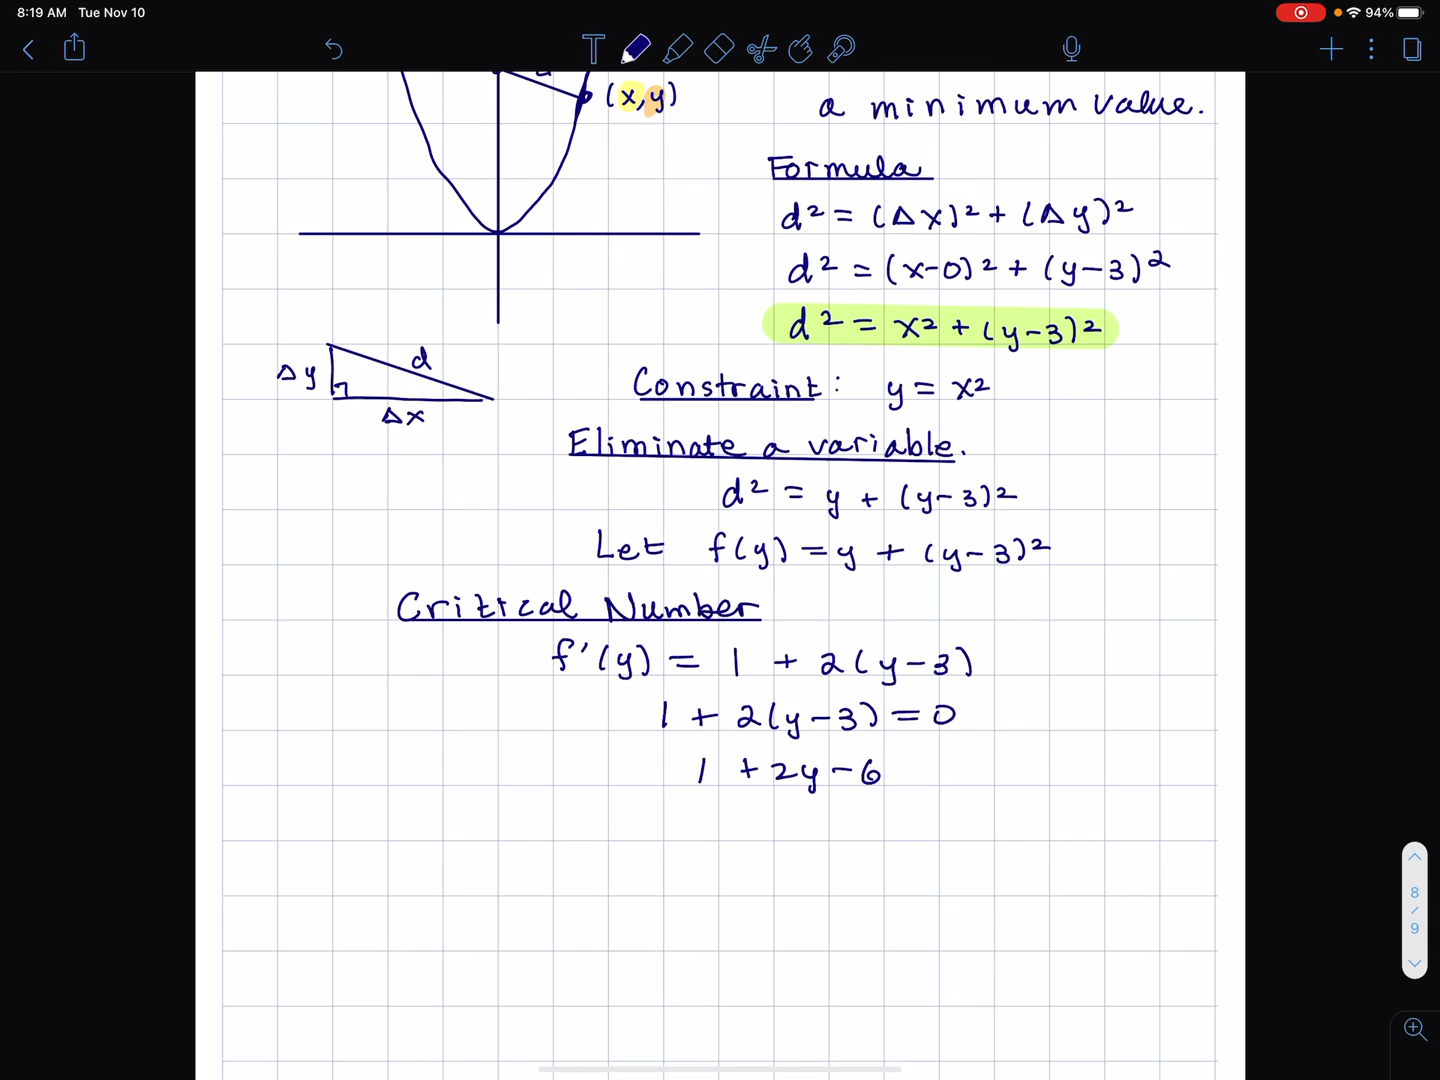 8:19 AM Tue Nov 10
94%
(x,y)
a minimum value.
Formula
d² = (Δx)² + (Δy)²
d² = (x-0)² + (y-3)²
d² = x² + (y-3)²
Δy
d
Δx
Constraint: y = x²
Eliminate a variable.
d² = y + (y-3)²
Let f(y) = y + (y-3)²
Critical Number
f'(y) = 1 + 2(y-3)
1 + 2(y-3) = 0
1 + 2y - 6
8
/
9